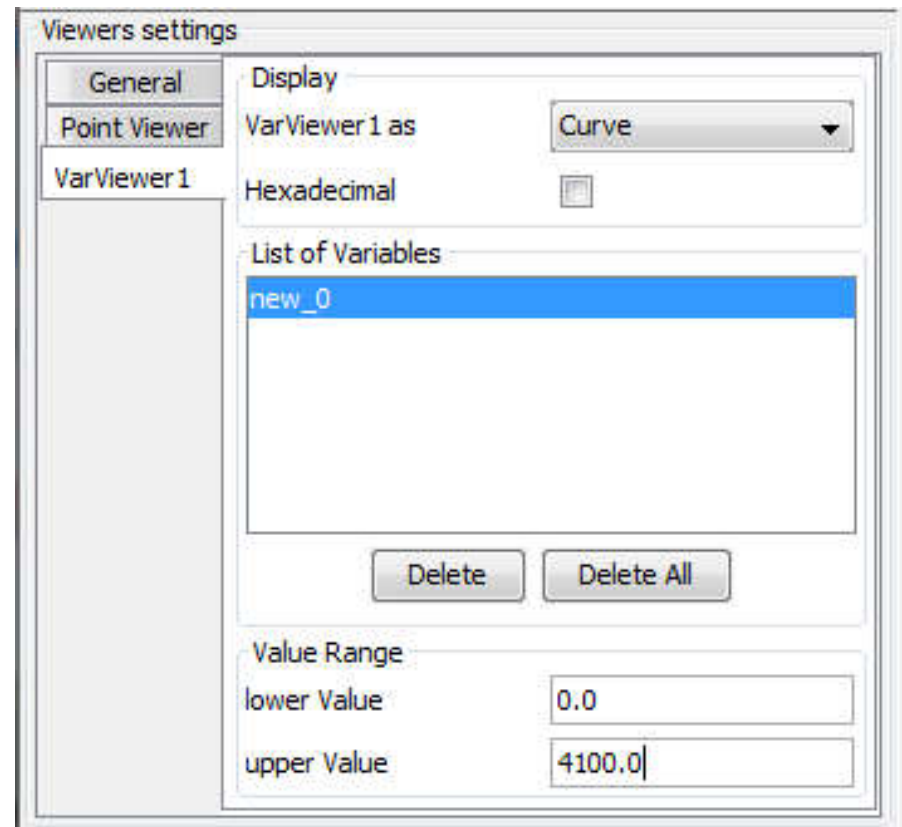 Viewers settings
General
Point Viewer
VarViewer1
Display
VarViewer1 as
Curve
Hexadecimal
List of Variables
new_0
Delete
Delete All
Value Range
lower Value
0.0
upper Value
4100.0